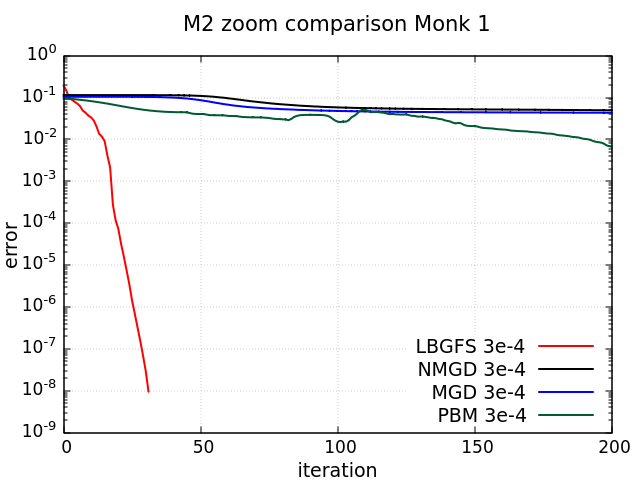 M2 zoom comparison Monk 1
10^0
10^-1
10^-2
10^-3
10^-4
10^-5
10^-6
10^-7
10^-8
10^-9
error
LBGFS 3e-4
NMGD 3e-4
MGD 3e-4
PBM 3e-4
0 50 100 150 200
iteration